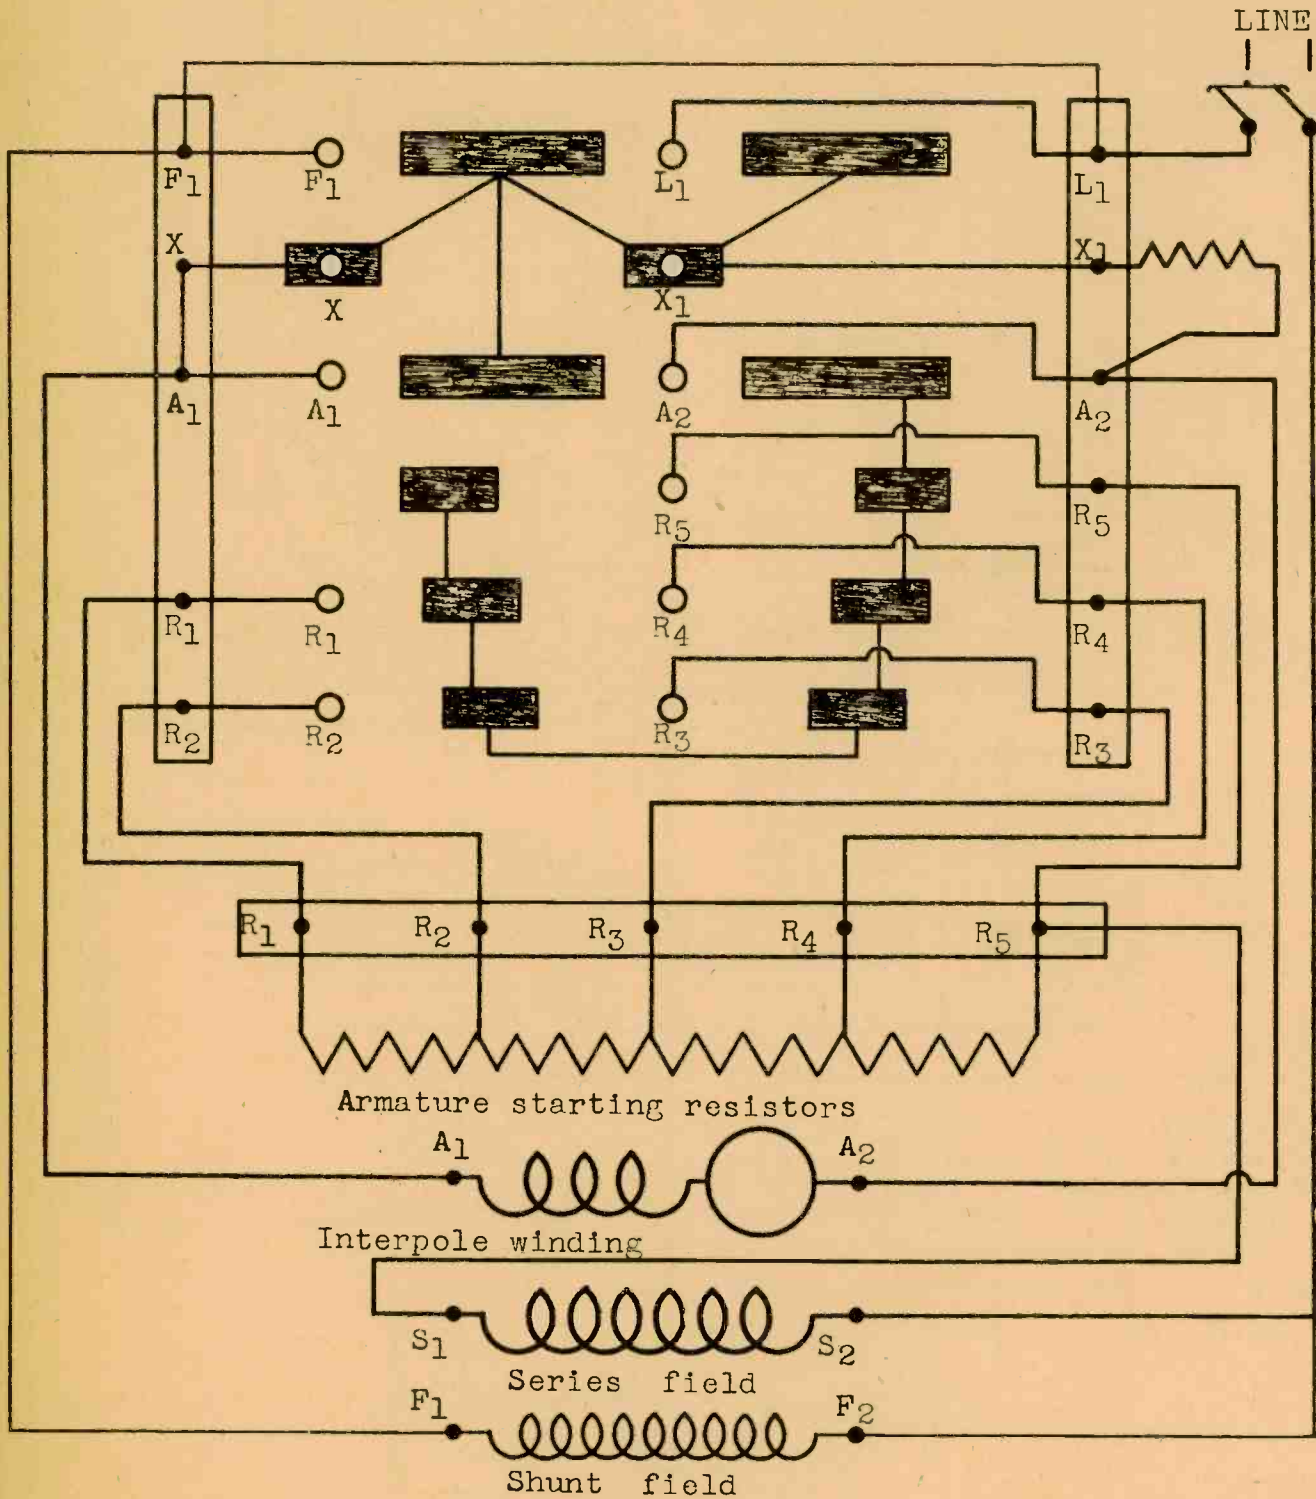 LINE
F1 F1 L1 L1
X X X1 X1
A1 A1 A2 A2
R5 R5
R1 R1 R4 R4
R2 R2 R3 R3
R1 R2 R3 R4 R5
Armature starting resistors
A1 A2
Interpole winding
S1 S2
Series field
F1 F2
Shunt field